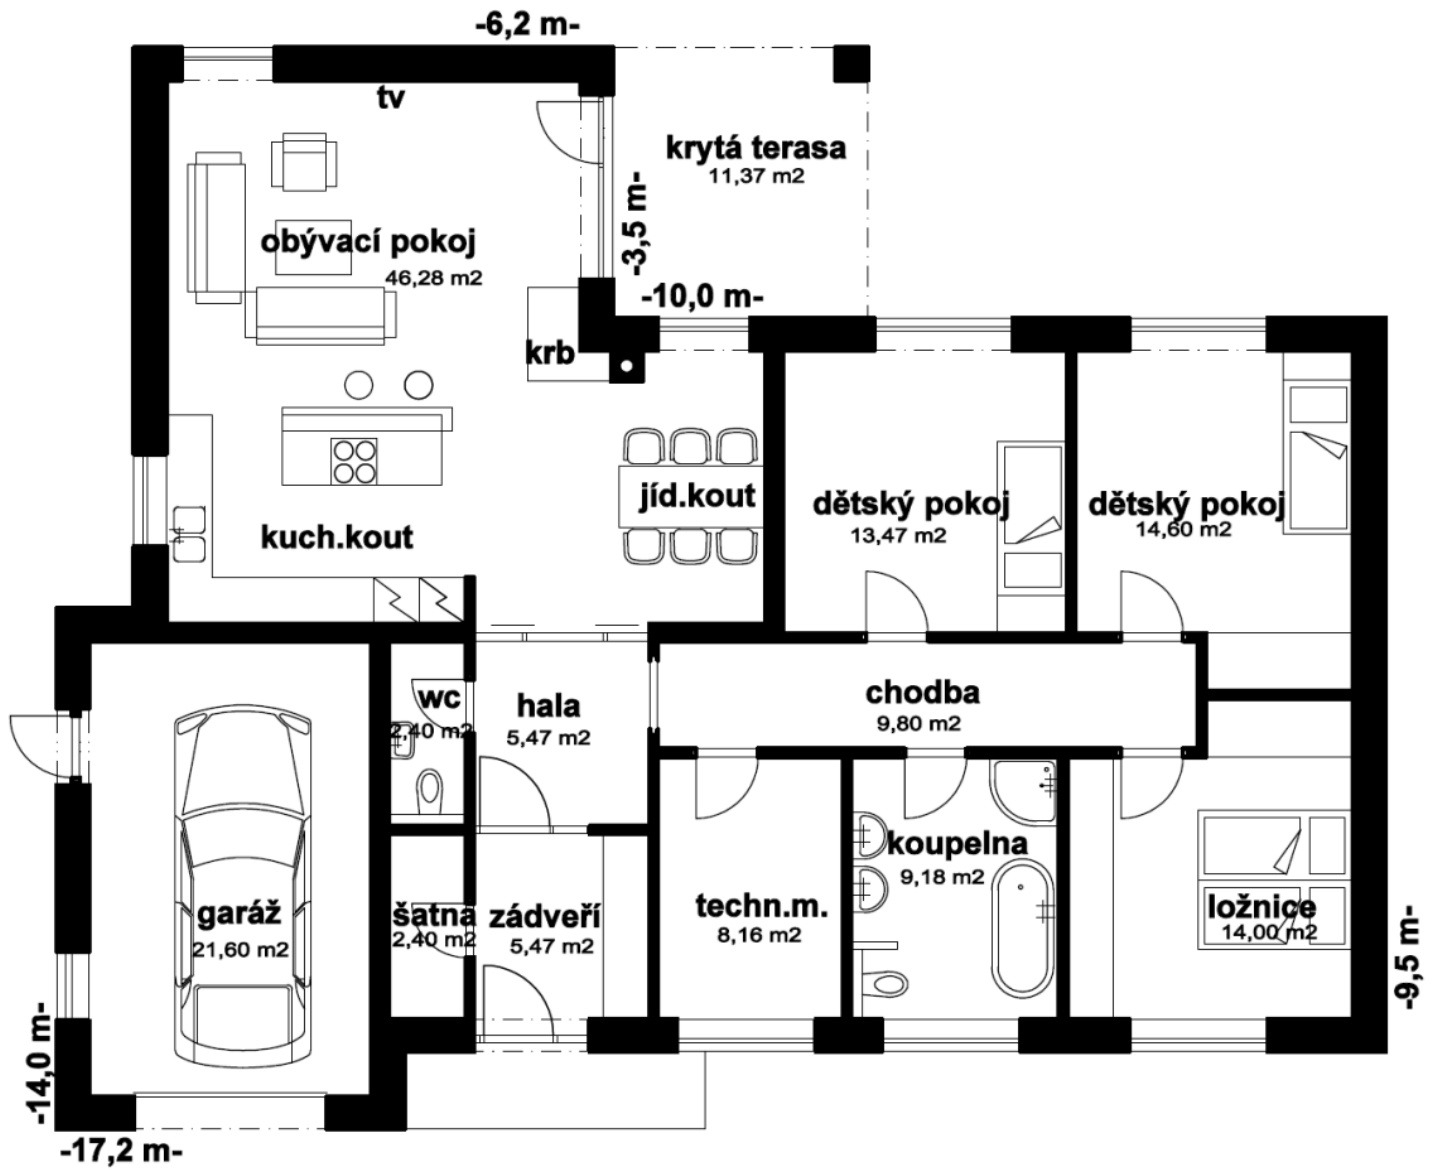 -6,2 m-
tv
krytá terasa
11,37 m2
-3,5 m-
obývací pokoj
46,28 m2
-10,0 m-
krb
jíd.kout
dětský pokoj
13,47 m2
dětský pokoj
14,60 m2
kuch.kout
wc
2,40 m2
hala
5,47 m2
chodba
9,80 m2
koupelna
9,18 m2
garáž
21,60 m2
šatna
2,40 m2
zádveří
5,47 m2
techn.m.
8,16 m2
ložnice
14,00 m2
-9,5 m-
-14,0 m-
-17,2 m-